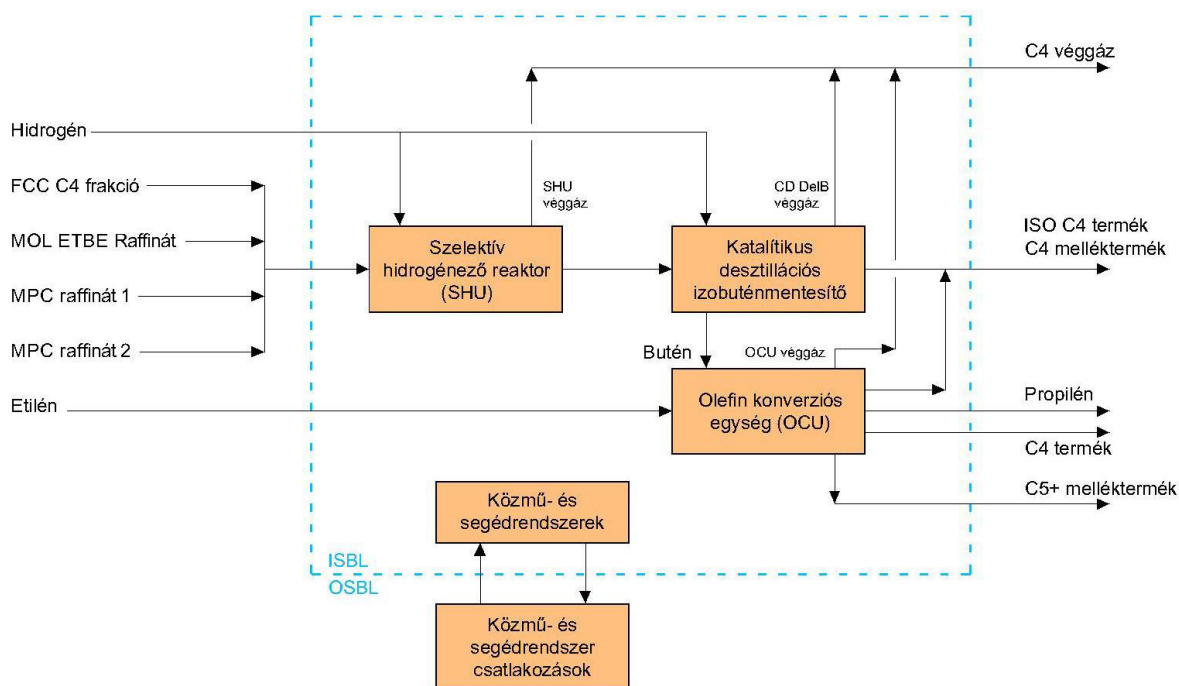 C4 véggáz
Hidrogén
FCC C4 frakció
SHU
véggáz
CD DelB
véggáz
MOL ETBE Raffinát
ISO C4 termék
C4 melléktermék
Szelektív
hidrogénező reaktor
(SHU)
Katalítikus
desztillációs
izobuténmentesítő
MPC raffinát 1
MPC raffinát 2
Butén
OCU véggáz
Etilén
Olefin konverziós
egység (OCU)
Propilén
C4 termék
C5+ melléktermék
Közmű- és
segédrendszerek
ISBL
OSBL
Közmű- és
segédrendszer
csatlakozások